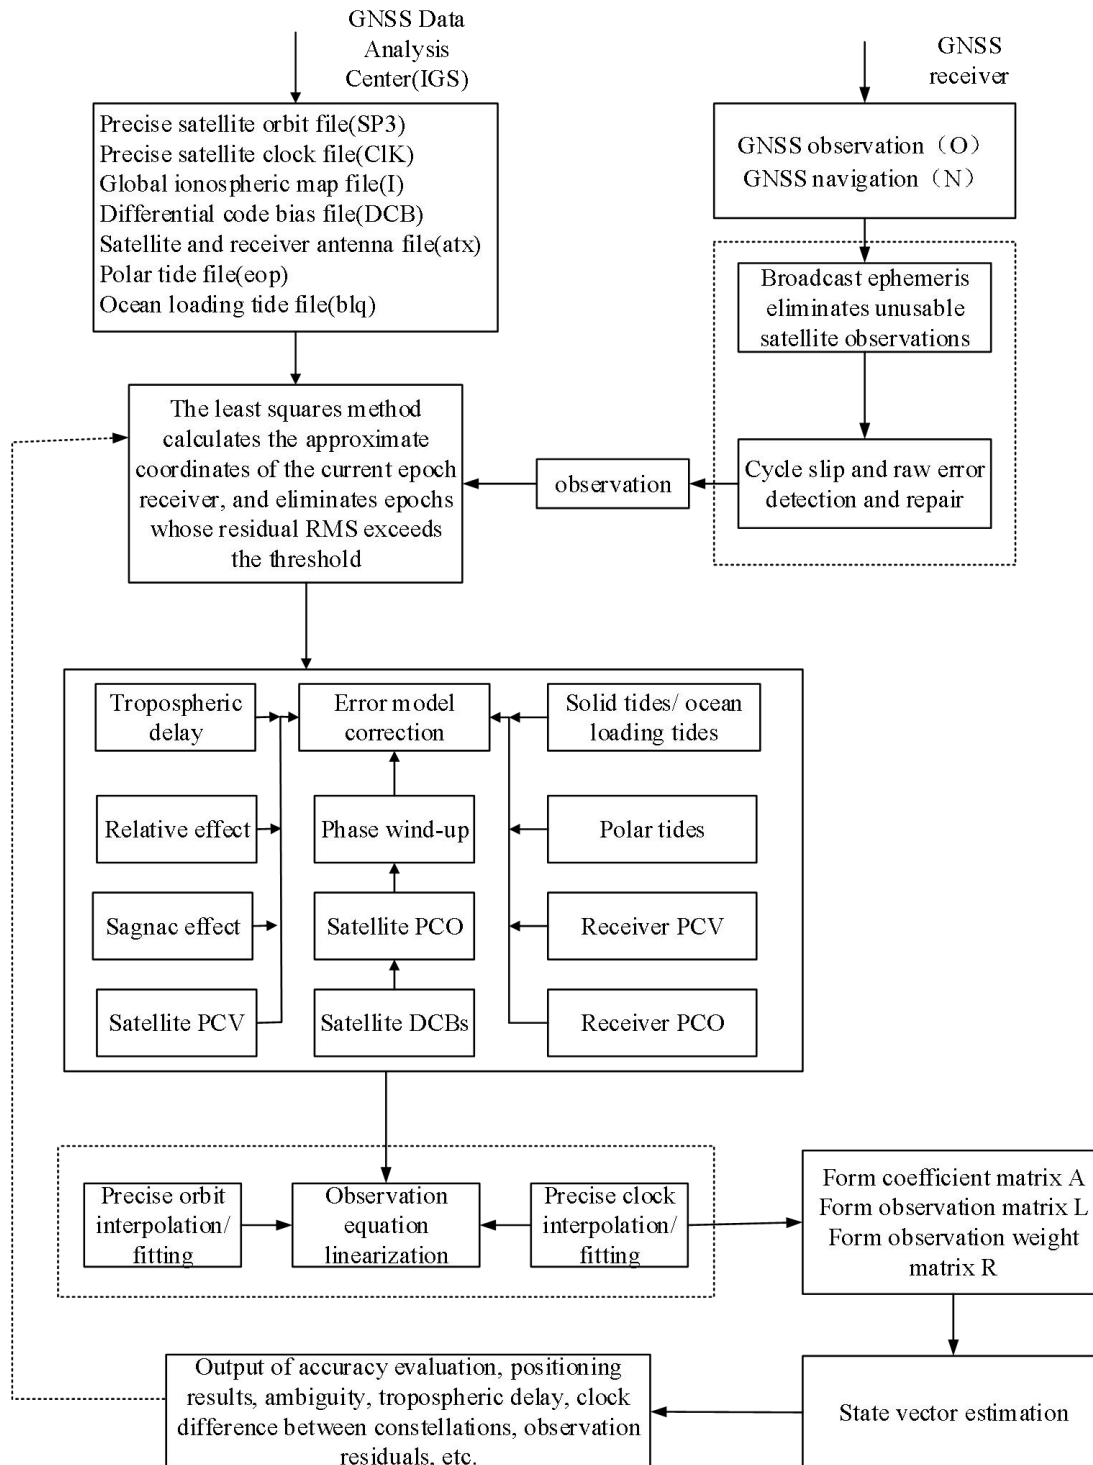 GNSS Data
Analysis
Center(IGS)
GNSS
receiver
Precise satellite orbit file(SP3)
Precise satellite clock file(ClK)
Global ionospheric map file(I)
Differential code bias file(DCB)
Satellite and receiver antenna file(atx)
Polar tide file(eop)
Ocean loading tide file(blq)
GNSS observation（O）
GNSS navigation（N）
Broadcast ephemeris
eliminates unusable
satellite observations
The least squares method
calculates the approximate
coordinates of the current epoch
receiver, and eliminates epochs
whose residual RMS exceeds
the threshold
observation
Cycle slip and raw error
detection and repair
Tropospheric
delay
Error model
correction
Solid tides/ ocean
loading tides
Relative effect
Phase wind-up
Polar tides
Sagnac effect
Satellite PCO
Receiver PCV
Satellite PCV
Satellite DCBs
Receiver PCO
Precise orbit
interpolation/
fitting
Observation
equation
linearization
Precise clock
interpolation/
fitting
Form coefficient matrix A
Form observation matrix L
Form observation weight
matrix R
Output of accuracy evaluation, positioning
results, ambiguity, tropospheric delay, clock
difference between constellations, observation
residuals, etc.
State vector estimation